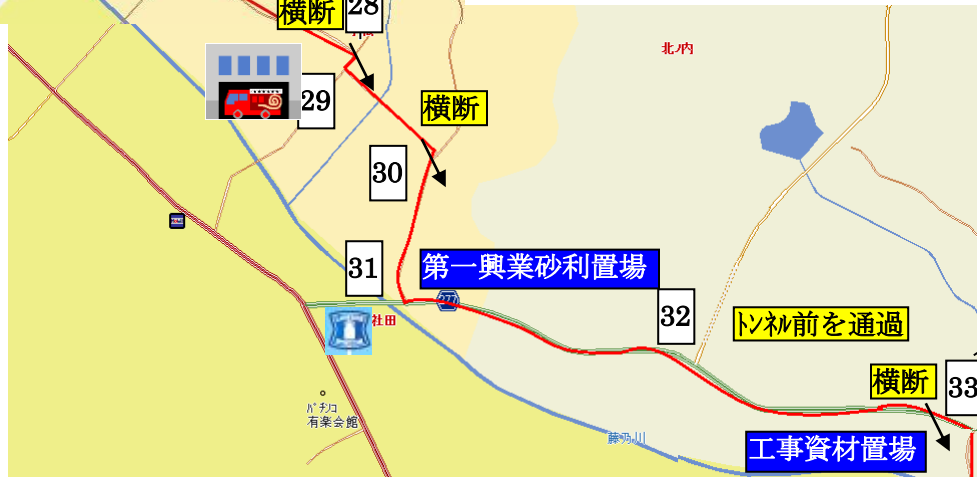 横断
28
北ノ内
29
横断
30
31
第一興業砂利置場
277
32
社田
トンネル前を通過
横断
33
パチンコ
有楽会館
藤乃川
工事資材置場